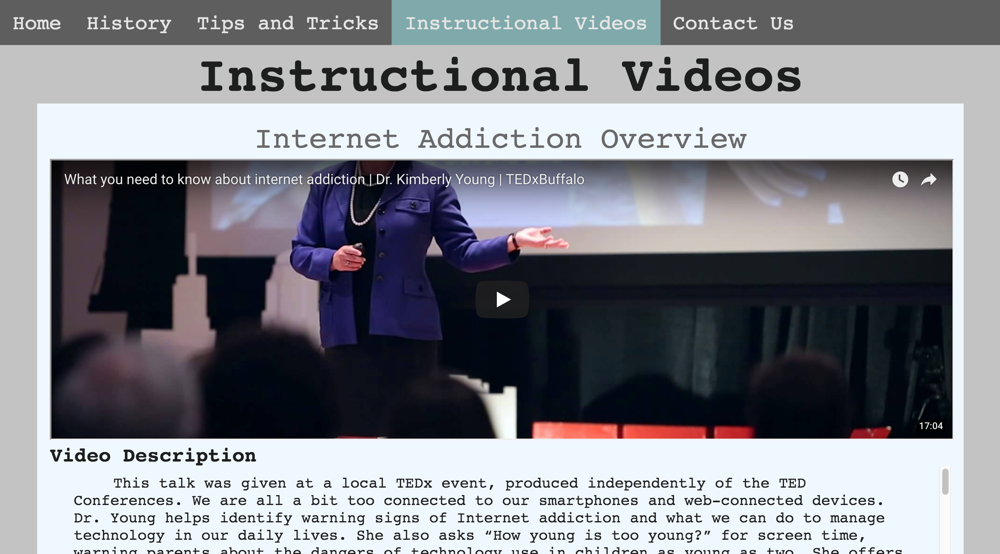 Home History Tips and Tricks Instructional Videos Contact Us
Instructional Videos
Internet Addiction Overview
What you need to know about internet addiction | Dr. Kimberly Young | TEDxBuffalo
17:04
Video Description
This talk was given at a local TEDx event, produced independently of the TED
Conferences. We are all a bit too connected to our smartphones and web-connected devices.
Dr. Young helps identify warning signs of Internet addiction and what we can do to manage
technology in our daily lives. She also asks “How young is too young?” for screen time,
warning parents about the dangers of technology use in children as young as two. She offers